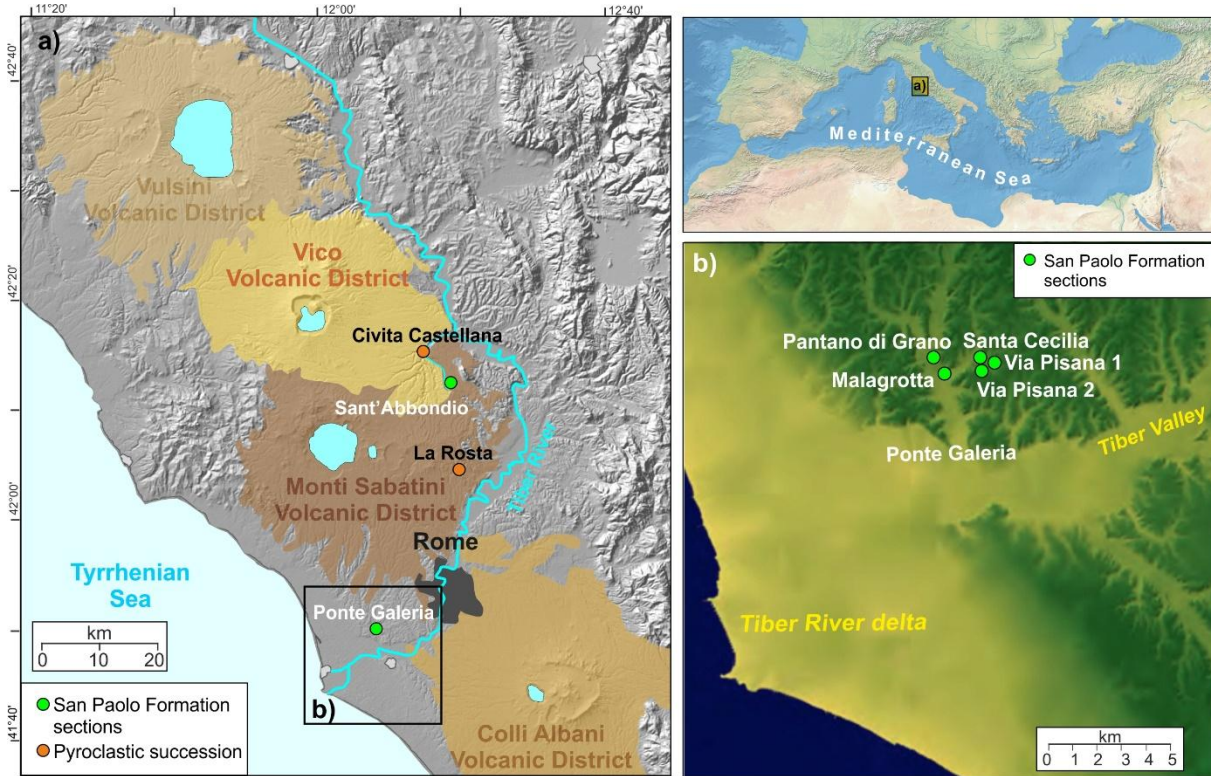 11°20
12°00
12°40
a)
42°40
42°20
42°00
41°40
Vulsini
Volcanic District
Vico
Volcanic District
Civita Castellana
Sant'Abbondio
La Rosta
Monti Sabatini
Volcanic District
Tiber River
Rome
Tyrrhenian
Sea
Ponte Galeria
km
0 10 20
b)
San Paolo Formation
sections
Pyroclastic succession
Colli Albani
Volcanic District
a)
Mediterranean Sea
b)
San Paolo Formation
sections
Pantano di Grano
Santa Cecilia
Via Pisana 1
Malagrotta
Via Pisana 2
Ponte Galeria
Tiber Valley
Tiber River delta
km
0 1 2 3 4 5